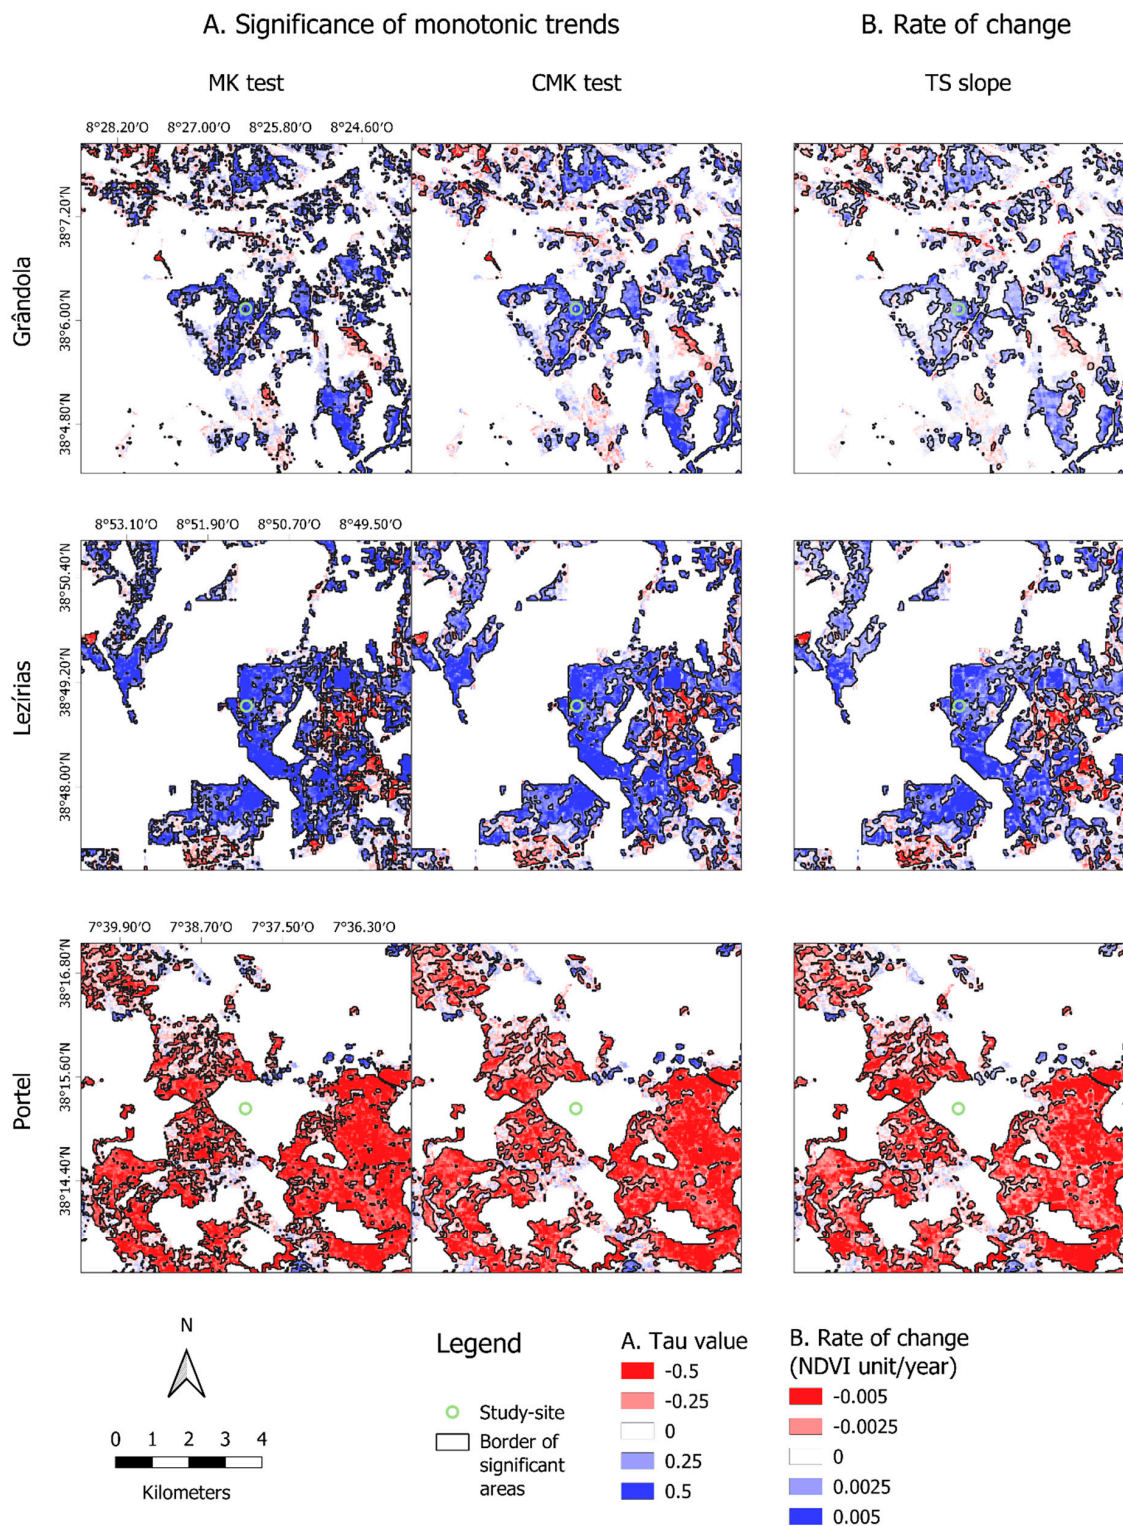 A. Significance of monotonic trends
B. Rate of change
MK test
CMK test
TS slope
8°28.20′O 8°27.00′O 8°25.80′O 8°24.60′O
Grândola
38°7.20′N
38°6.00′N
38°4.80′N
8°53.10′O 8°51.90′O 8°50.70′O 8°49.50′O
Lezírias
38°50.40′N
38°49.20′N
38°48.00′N
7°39.90′O 7°38.70′O 7°37.50′O 7°36.30′O
Portel
38°16.80′N
38°15.60′N
38°14.40′N
N
0 1 2 3 4
Kilometers
Legend
Study-site
Border of
significant
areas
A. Tau value
-0.5
-0.25
0
0.25
0.5
B. Rate of change
(NDVI unit/year)
-0.005
-0.0025
0
0.0025
0.005